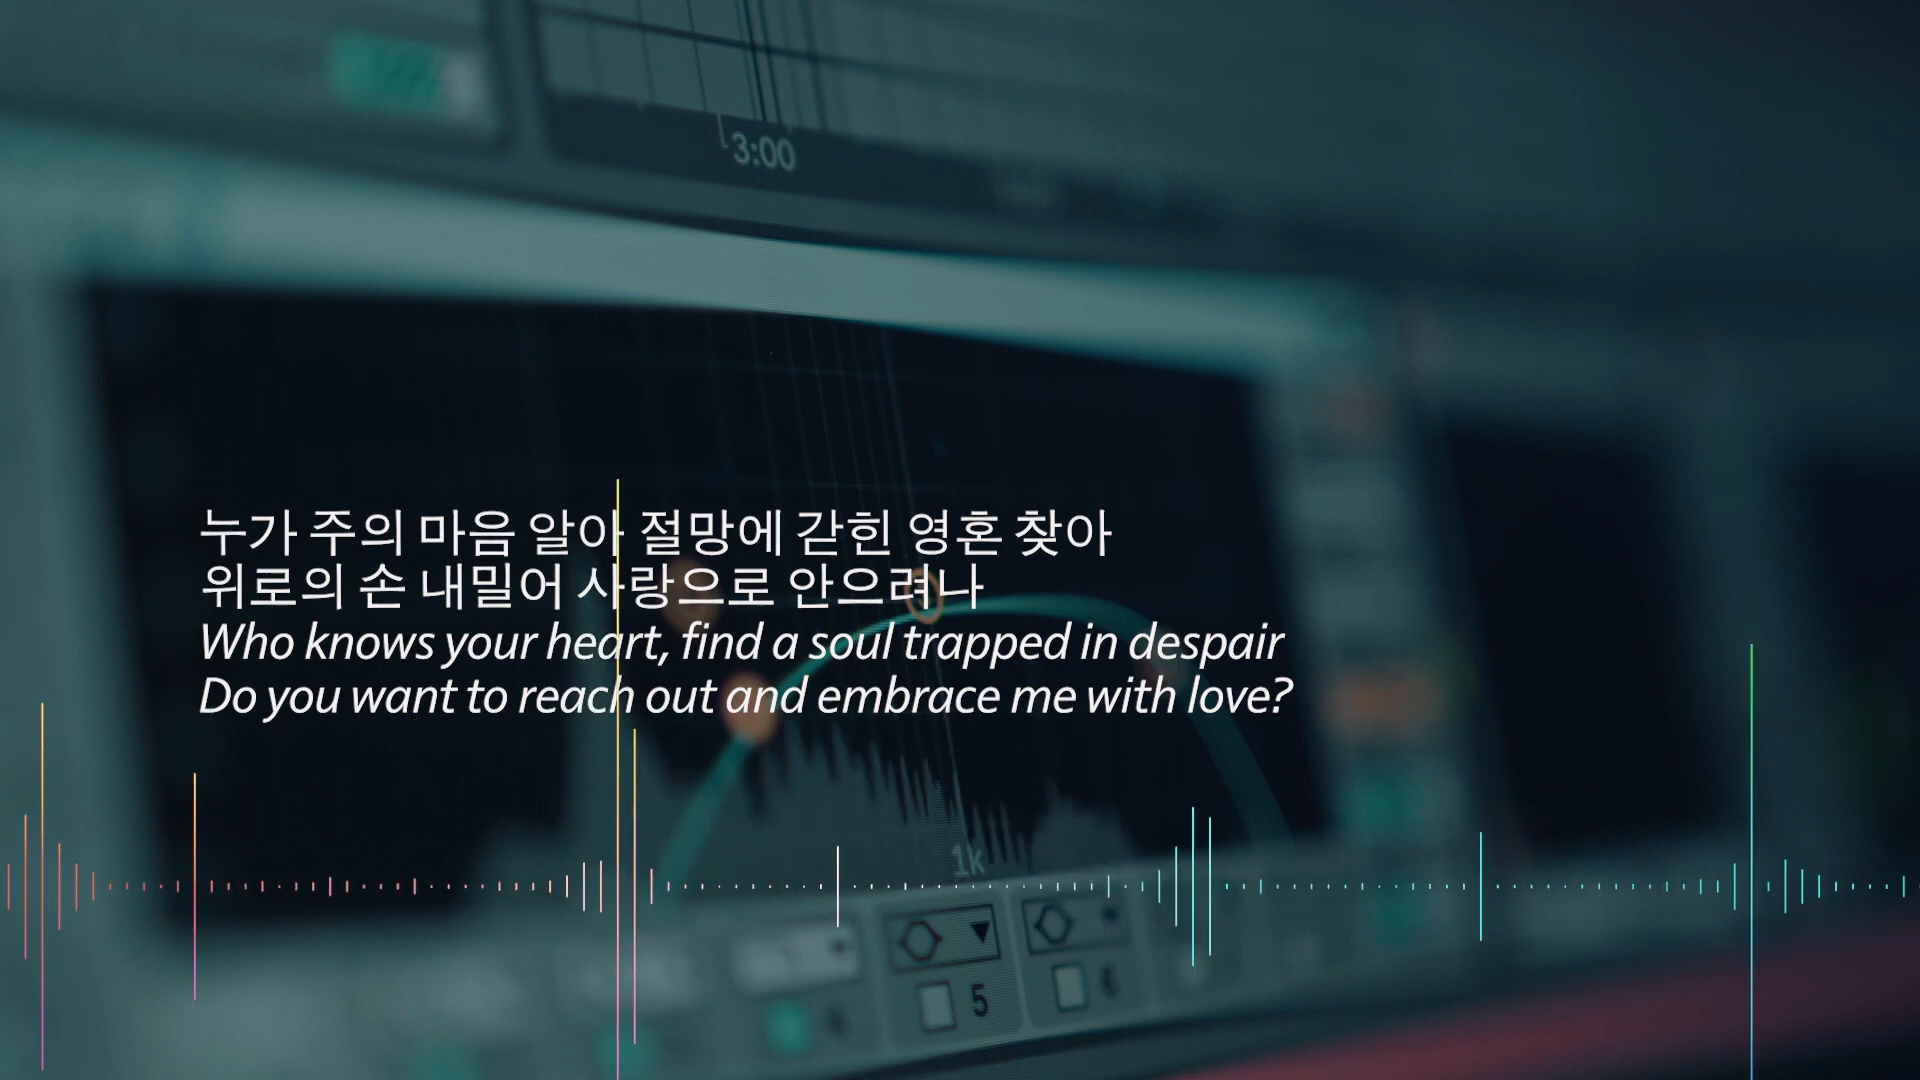 3:00
누가 주의 마음 알아 절망에 갇힌 영혼 찾아
위로의 손 내밀어 사랑으로 안으려나
Who knows your heart, find a soul trapped in despair
Do you want to reach out and embrace me with love?
1k
5